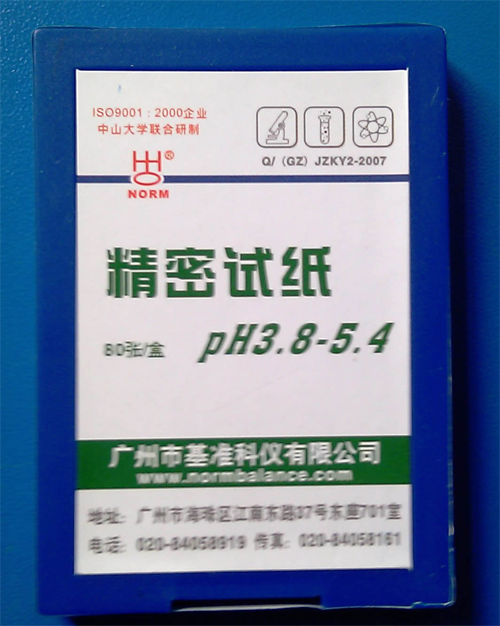 ISO9001：2000企业
中山大学联合研制
®
NORM
Q/（GZ）JZKY2-2007
精密试纸
80张/盒
pH3.8-5.4
广州市基准科仪有限公司
www.normbalance.com
地址：广州市海珠区江南东路37号东座701室
电话：020-84058919 传真：020-84058161